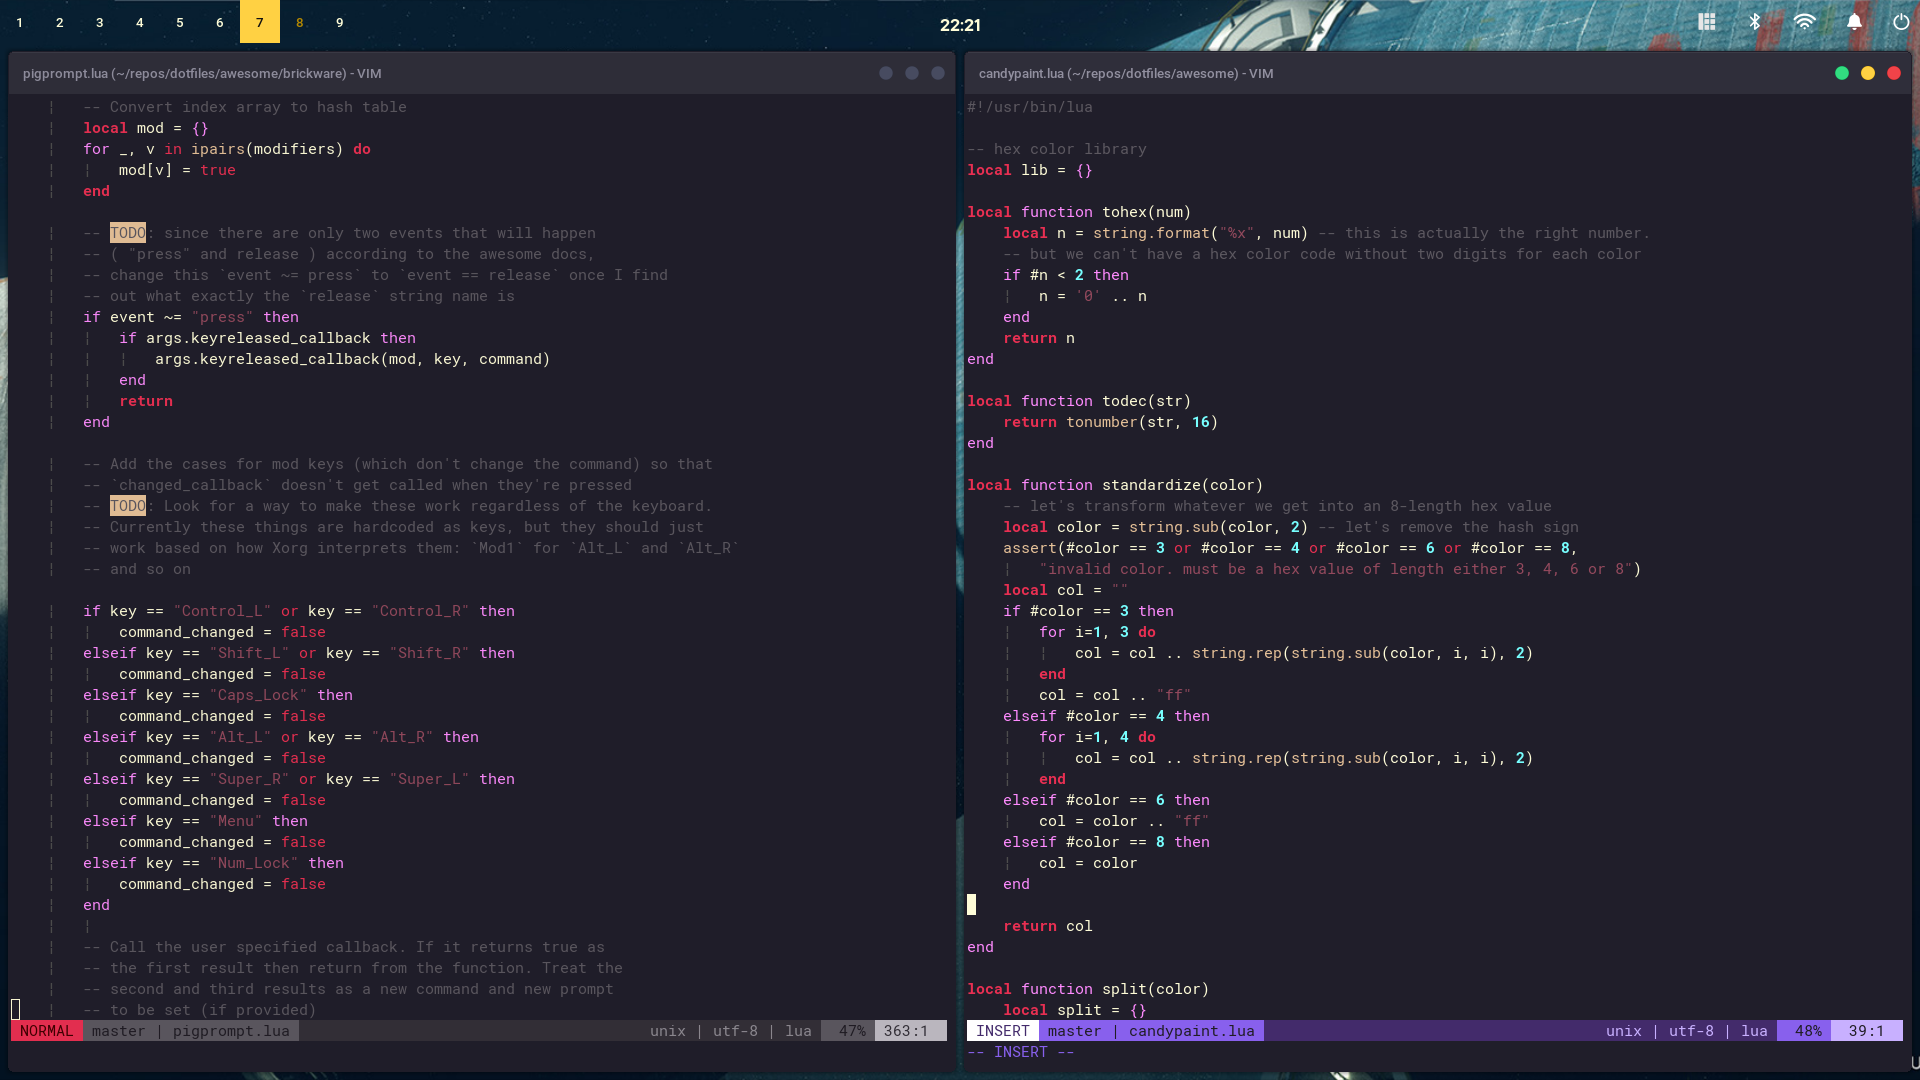 1 2 3 4 5 6 7 8 9
22:21
pigprompt.lua (~/repos/dotfiles/awesome/brickware) - VIM
-- Convert index array to hash table
local mod = {}
for _, v in ipairs(modifiers) do
mod[v] = true
end
-- TODO: since there are only two events that will happen
-- ( "press" and release ) according to the awesome docs,
-- change this `event ~= press` to `event == release` once I find
-- out what exactly the `release` string name is
if event ~= "press" then
if args.keyreleased_callback then
args.keyreleased_callback(mod, key, command)
end
return
end
-- Add the cases for mod keys (which don't change the command) so that
-- `changed_callback` doesn't get called when they're pressed
-- TODO: Look for a way to make these work regardless of the keyboard.
-- Currently these things are hardcoded as keys, but they should just
-- work based on how Xorg interprets them: `Mod1` for `Alt_L` and `Alt_R`
-- and so on
if key == "Control_L" or key == "Control_R" then
command_changed = false
elseif key == "Shift_L" or key == "Shift_R" then
command_changed = false
elseif key == "Caps_Lock" then
command_changed = false
elseif key == "Alt_L" or key == "Alt_R" then
command_changed = false
elseif key == "Super_R" or key == "Super_L" then
command_changed = false
elseif key == "Menu" then
command_changed = false
elseif key == "Num_Lock" then
command_changed = false
end
-- Call the user specified callback. If it returns true as
-- the first result then return from the function. Treat the
-- second and third results as a new command and new prompt
-- to be set (if provided)
NORMAL master | pigprompt.lua unix | utf-8 | lua 47% 363:1
candypaint.lua (~/repos/dotfiles/awesome) - VIM
#!/usr/bin/lua
-- hex color library
local lib = {}
local function tohex(num)
local n = string.format("%x", num) -- this is actually the right number.
-- but we can't have a hex color code without two digits for each color
if #n < 2 then
n = '0' .. n
end
return n
end
local function todec(str)
return tonumber(str, 16)
end
local function standardize(color)
-- let's transform whatever we get into an 8-length hex value
local color = string.sub(color, 2) -- let's remove the hash sign
assert(#color == 3 or #color == 4 or #color == 6 or #color == 8,
"invalid color. must be a hex value of length either 3, 4, 6 or 8")
local col = ""
if #color == 3 then
for i=1, 3 do
col = col .. string.rep(string.sub(color, i, i), 2)
end
col = col .. "ff"
elseif #color == 4 then
for i=1, 4 do
col = col .. string.rep(string.sub(color, i, i), 2)
end
elseif #color == 6 then
col = color .. "ff"
elseif #color == 8 then
col = color
end
return col
end
local function split(color)
local split = {}
INSERT master | candypaint.lua unix | utf-8 | lua 48% 39:1
-- INSERT --